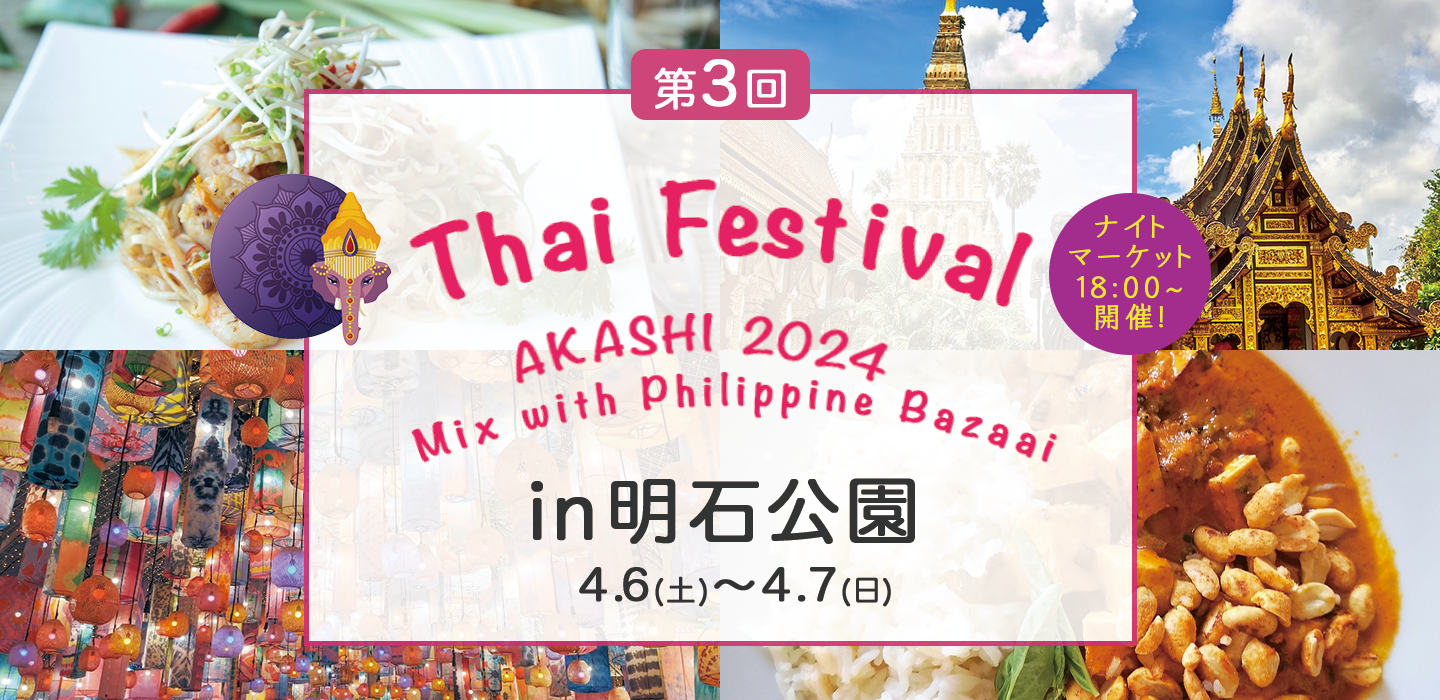 第3回
Thai Festival
AKASHI 2024
Mix with Philippine Bazaai
in明石公園
4.6(土)～4.7(日)
ナイト
マーケット
18:00~
開催!